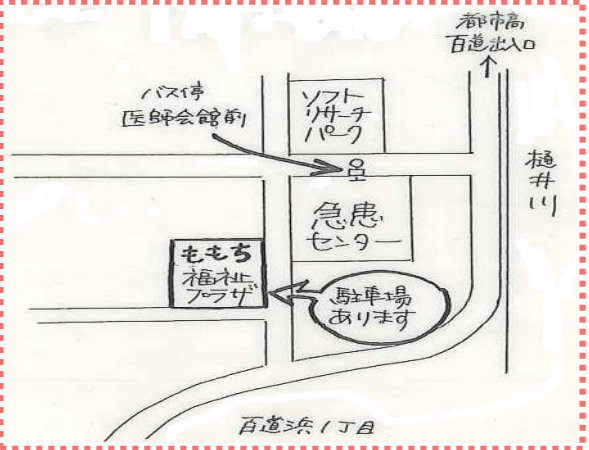 都市高
百道出入口
バス停
医師会館前
ソフト
リサーチ
パーク
樋井川
急患
センター
ももち
福祉
プラザ
駐車場
あります
百道浜1丁目